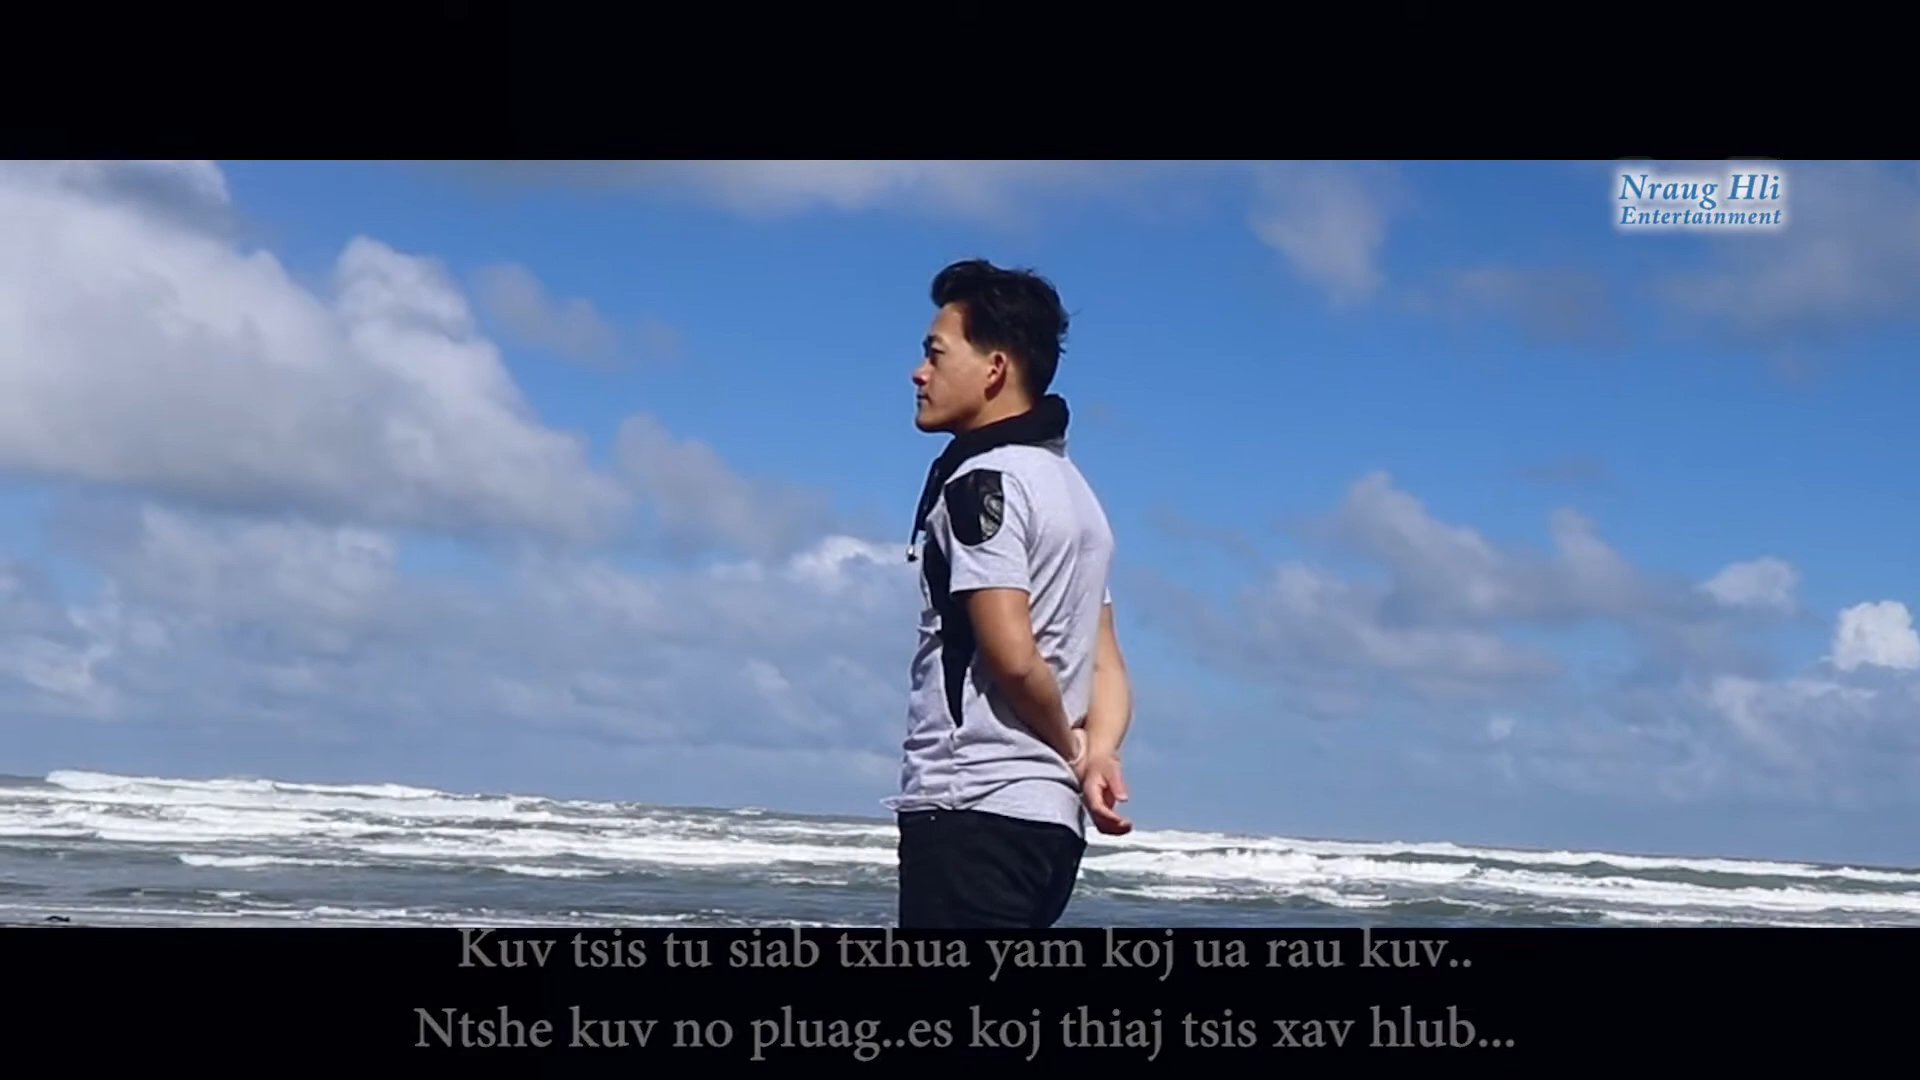 Nraug Hli
Entertainment
Kuv tsis tu siab txhua yam koj ua rau kuv..
Ntshe kuv no pluag..es koj thiaj tsis xav hlub...